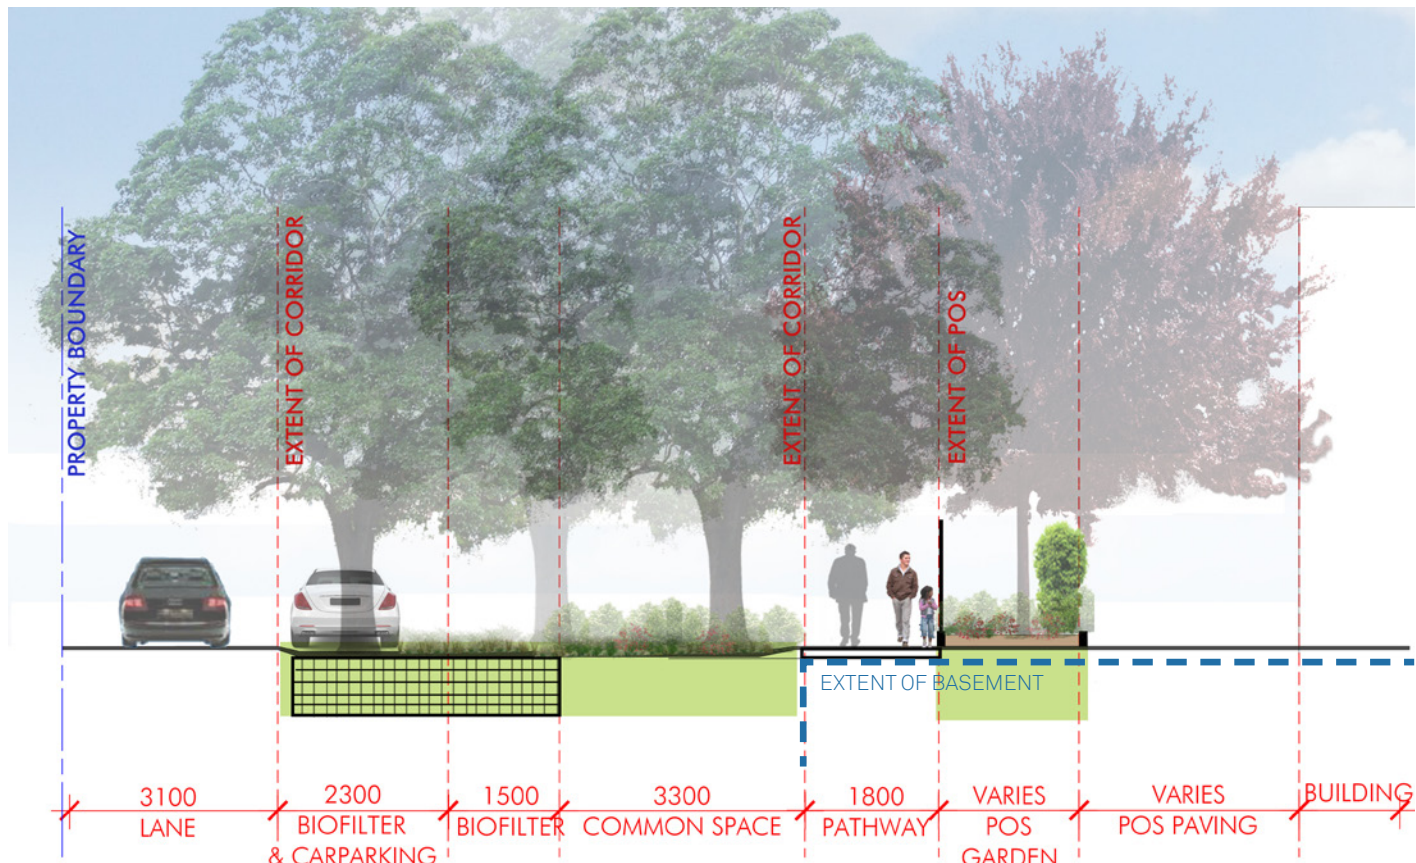 PROPERTY BOUNDARY
EXTENT OF CORRIDOR
EXTENT OF CORRIDOR
EXTENT OF POS
EXTENT OF BASEMENT
3100
LANE
2300
BIOFILTER
& CARPARKING
1500
BIOFILTER
3300
COMMON SPACE
1800
PATHWAY
VARIES
POS
GARDEN
VARIES
POS PAVING
BUILDING